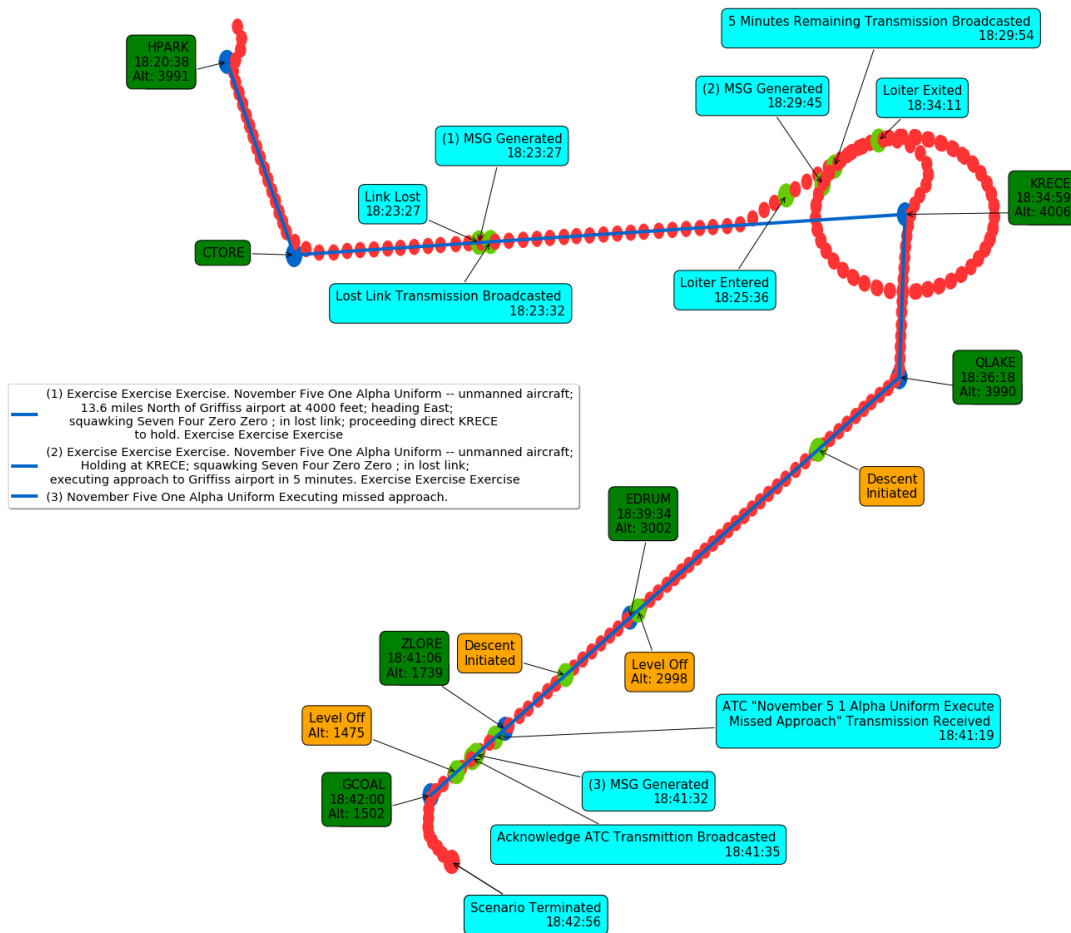 5 Minutes Remaining Transmission Broadcasted
18:29:54
HPARK
18:20:38
Alt: 3991
(2) MSG Generated
18:29:45
Loiter Exited
18:34:11
(1) MSG Generated
18:23:27
Link Lost
18:23:27
KRECE
18:34:59
Alt: 4006
CTORE
Loiter Entered
18:25:36
Lost Link Transmission Broadcasted
18:23:32
QLAKE
18:36:18
Alt: 3990
(1) Exercise Exercise Exercise. November Five One Alpha Uniform -- unmanned aircraft;
13.6 miles North of Griffiss airport at 4000 feet; heading East;
squawking Seven Four Zero Zero ; in lost link; proceeding direct KRECE
to hold. Exercise Exercise Exercise
(2) Exercise Exercise Exercise. November Five One Alpha Uniform -- unmanned aircraft;
Holding at KRECE; squawking Seven Four Zero Zero ; in lost link;
executing approach to Griffiss airport in 5 minutes. Exercise Exercise Exercise
(3) November Five One Alpha Uniform Executing missed approach.
Descent
Initiated
EDRUM
18:39:34
Alt: 3002
ZLORE
18:41:06
Alt: 1739
Descent
Initiated
Level Off
Alt: 2998
ATC "November 5 1 Alpha Uniform Execute
Missed Approach" Transmission Received
18:41:19
Level Off
Alt: 1475
GCOAL
18:42:00
Alt: 1502
(3) MSG Generated
18:41:32
Acknowledge ATC Transmittion Broadcasted
18:41:35
Scenario Terminated
18:42:56